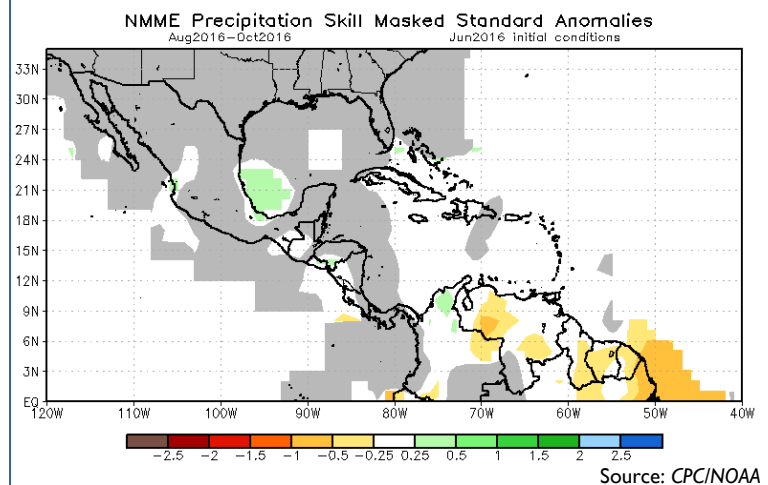 NMME Precipitation Skill Masked Standard Anomalies
Aug2016-Oct2016 Jun2016 initial conditions
33N
30N
27N
24N
21N
18N
15N
12N
9N
6N
3N
EQ
120W 110W 100W 90W 80W 70W 60W 50W 40W
-2.5 -2 -1.5 -1 -0.5 -0.25 0.25 0.5 1 1.5 2 2.5
Source: CPC/NOAA